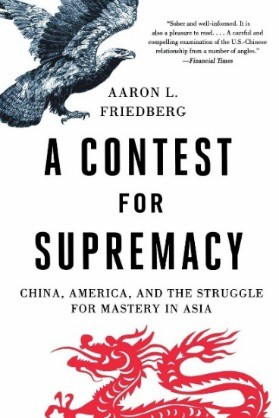 "Sober and well-informed. It is
also a pleasure to read. . . . A careful and
compelling examination of the U.S.-Chinese
relationship from a number of angles."
—Financial Times
AARON L.
FRIEDBERG
A CONTEST
FOR
SUPREMACY
CHINA, AMERICA, AND THE STRUGGLE
FOR MASTERY IN ASIA